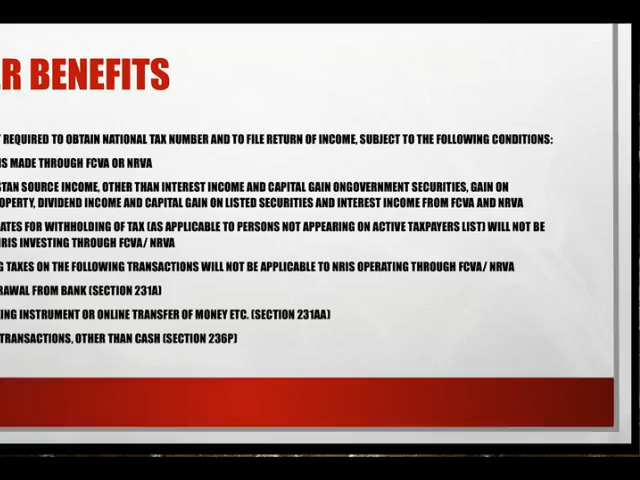 R BENEFITS
REQUIRED TO OBTAIN NATIONAL TAX NUMBER AND TO FILE RETURN OF INCOME, SUBJECT TO THE FOLLOWING CONDITIONS:
IS MADE THROUGH FCVA OR NRVA
STAN SOURCE INCOME, OTHER THAN INTEREST INCOME AND CAPITAL GAIN ONGOVERNMENT SECURITIES, GAIN ON
OPERTY, DIVIDEND INCOME AND CAPITAL GAIN ON LISTED SECURITIES AND INTEREST INCOME FROM FCVA AND NRVA
ATES FOR WITHHOLDING OF TAX (AS APPLICABLE TO PERSONS NOT APPEARING ON ACTIVE TAXPAYERS LIST) WILL NOT BE
NRIS INVESTING THROUGH FCVA/ NRVA
G TAXES ON THE FOLLOWING TRANSACTIONS WILL NOT BE APPLICABLE TO NRIS OPERATING THROUGH FCVA/ NRVA
RAWAL FROM BANK (SECTION 231A)
KING INSTRUMENT OR ONLINE TRANSFER OF MONEY ETC. (SECTION 231AA)
TRANSACTIONS, OTHER THAN CASH (SECTION 236P)